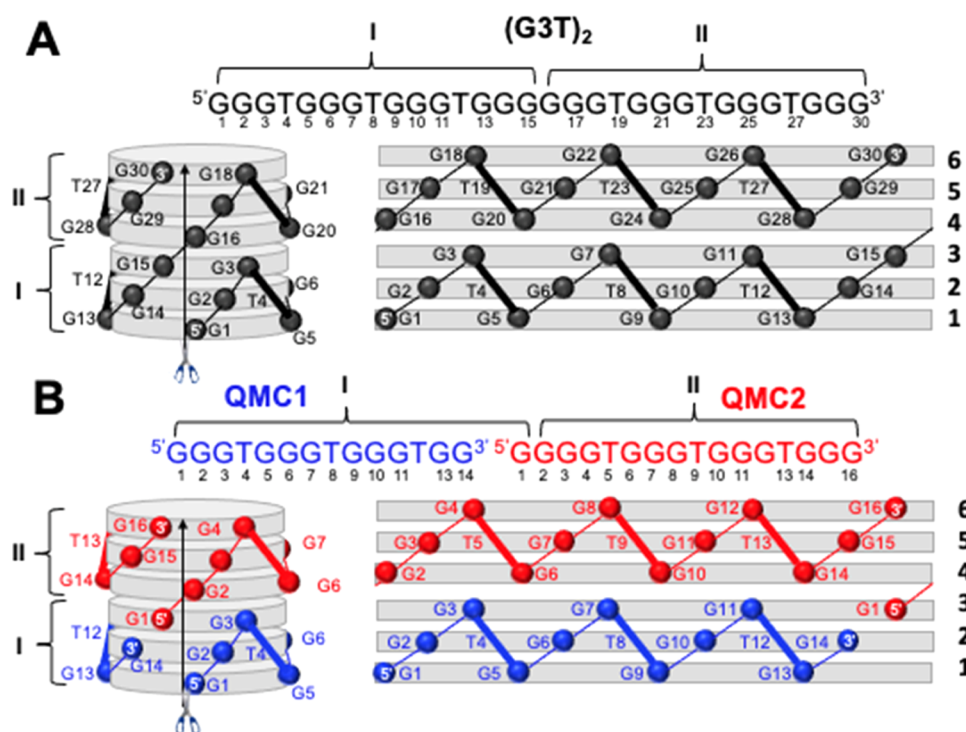 A
(G3T)2
I
II
5'GGGTGGGTGGGTGGGGGGTGGGTGGGTGGG3'
1 2 3 4 5 6 7 8 9 10 11 13 15 17 19 21 23 25 27 30
II
T27
G30
3'
G18
G21
G28
G29
G16
G20
I
T12
G15
G3
G6
G2
T4
G13
G14
5'
G1
G5
G18
G22
G26
G30
3'
6
G17
T19
G21
T23
G25
T27
G29
5
G16
G20
G24
G28
4
G3
G7
G11
G15
3
G2
T4
G6
T8
G10
T12
G14
2
5'
G1
G5
G9
G13
1
B
QMC1
I
II
QMC2
5'GGGTGGGTGGGTGG3' 5'GGGGTGGGTGGGTGGG3'
1 2 3 4 5 6 7 8 9 10 11 13 14 1 2 3 4 5 6 7 8 9 10 11 13 14 16
II
T13
G16
3'
G4
G7
G15
G14
G2
G6
I
G1
5'
G3
T12
G6
3'
G2
T4
G13
G14
5'
G1
G5
G4
G8
G12
G16
3'
6
G3
T5
G7
T9
G11
T13
G15
5
G2
G6
G10
G14
4
G3
G7
G11
G1
5'
3
G2
T4
G6
T8
G10
T12
G14
3'
2
5'
G1
G5
G9
G13
1